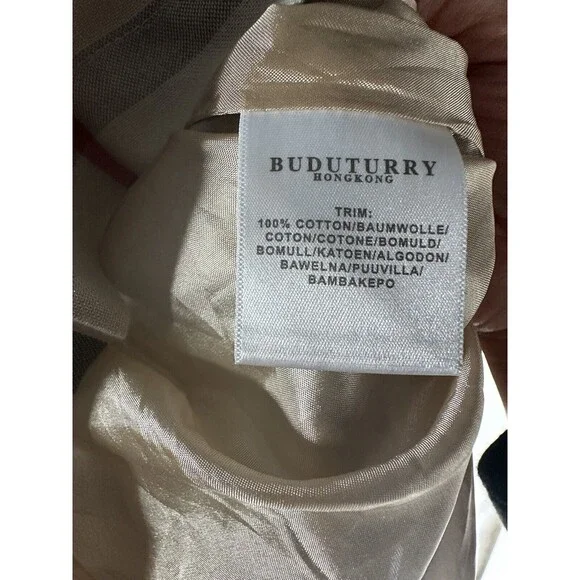 BUDUTURRY
HONGKONG
TRIM:
100% COTTON/BAUMWOLLE/
COTON/COTONE/BOMULD/
BOMULL/KATOEN/ALGODON/
BAWELNA/PUUVILLA/
BAMBAKEPO